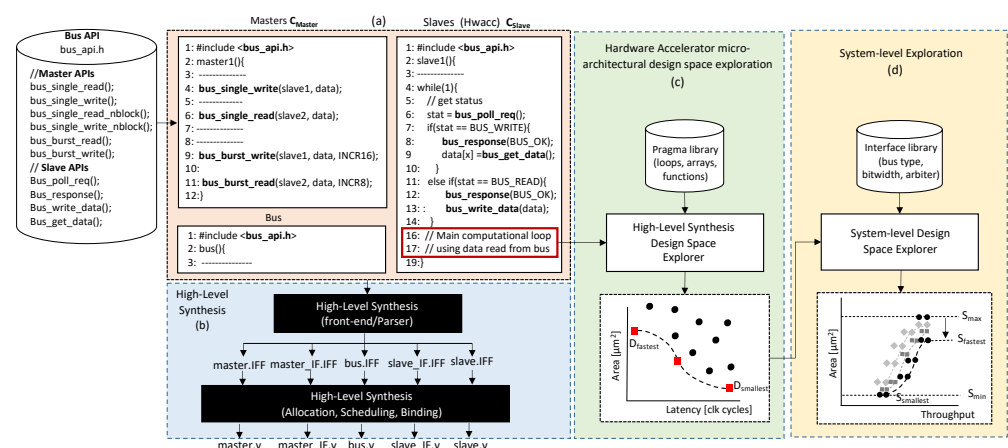 Bus API
bus_api.h
//Master APIs
bus_single_read();
bus_single_write();
bus_single_read_nblock();
bus_single_write_nblock();
bus_burst_read();
bus_burst_write();
// Slave APIs
Bus_poll_req();
Bus_response();
Bus_write_data();
Bus_get_data();
Masters C_Master (a)
1: #include <bus_api.h>
2: master1(){
3: --------------
4: bus_single_write(slave1, data);
5: --------------
6: bus_single_read(slave2, data);
7: --------------
8: --------------
9: bus_burst_write(slave1, data, INCR16);
10:
11: bus_burst_read(slave2, data, INCR8);
12:}
Bus
1: #include <bus_api.h>
2: bus(){
3: ---------------
Slaves (Hwacc) C_Slave
1: #include <bus_api.h>
2: slave1(){
3: --------------
4: while(1){
5: // get status
6: stat = bus_poll_req();
7: if(stat == BUS_WRITE){
8: bus_response(BUS_OK);
9 data[x] =bus_get_data();
10: }
11: else if(stat == BUS_READ){
12: bus_response(BUS_OK);
13: : bus_write_data(data);
14: }
16: // Main computational loop
17: // using data read from bus
19:}
High-Level
Synthesis
(b)
High-Level Synthesis
(front-end/Parser)
master.IFF master_IF.IFF bus.IFF slave_IF.IFF slave.IFF
High-Level Synthesis
(Allocation, Scheduling, Binding)
master.v master_IF.v bus.v slave_IF.v slave.v
Hardware Accelerator micro-
architectural design space exploration
(c)
Pragma library
(loops, arrays,
functions)
High-Level Synthesis
Design Space
Explorer
Area [µm²]
D_fastest
D_smallest
Latency [clk cycles]
System-level Exploration
(d)
Interface library
(bus type,
bitwidth, arbiter)
System-level Design
Space Explorer
Area [µm²]
S_max
S_fastest
S_min
S_smallest
Throughput